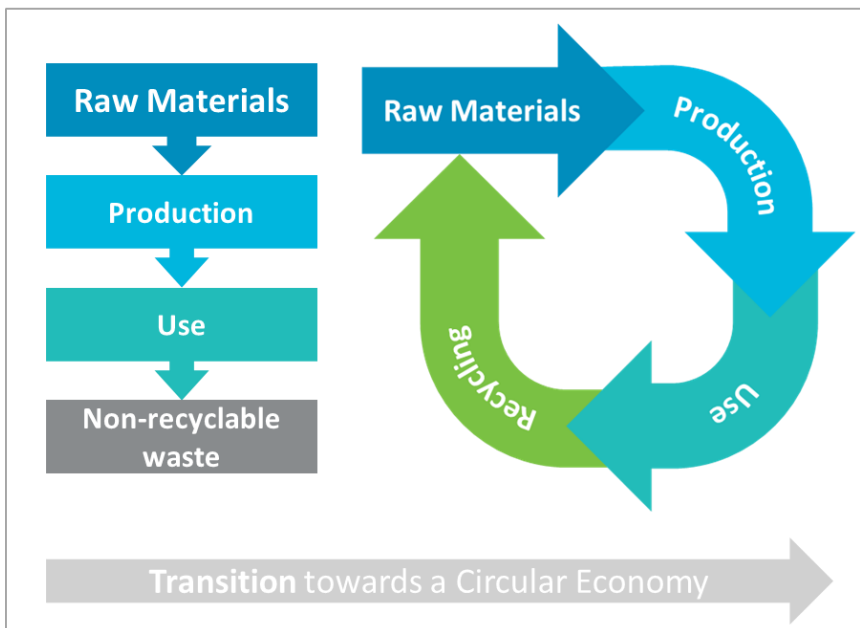 Raw Materials
Production
Use
Non-recyclable
waste
Raw Materials
Production
Use
Recycling
Transition towards a Circular Economy